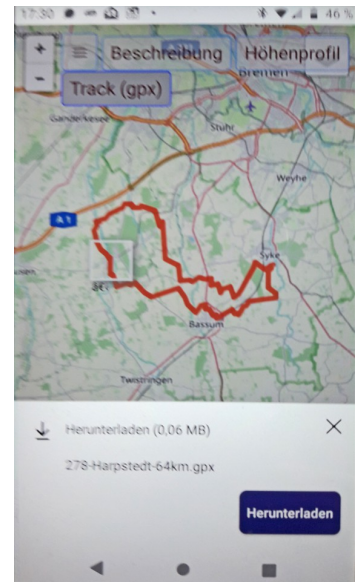 17:30
46 %
+
Beschreibung
Höhenprofil
-
Track (gpx)
Bremen
Ganderkesee
Stuhr
Weyhe
A 1
Syke
Bassum
Twistringen
Herunterladen (0,06 MB)
278-Harpstedt-64km.gpx
Herunterladen